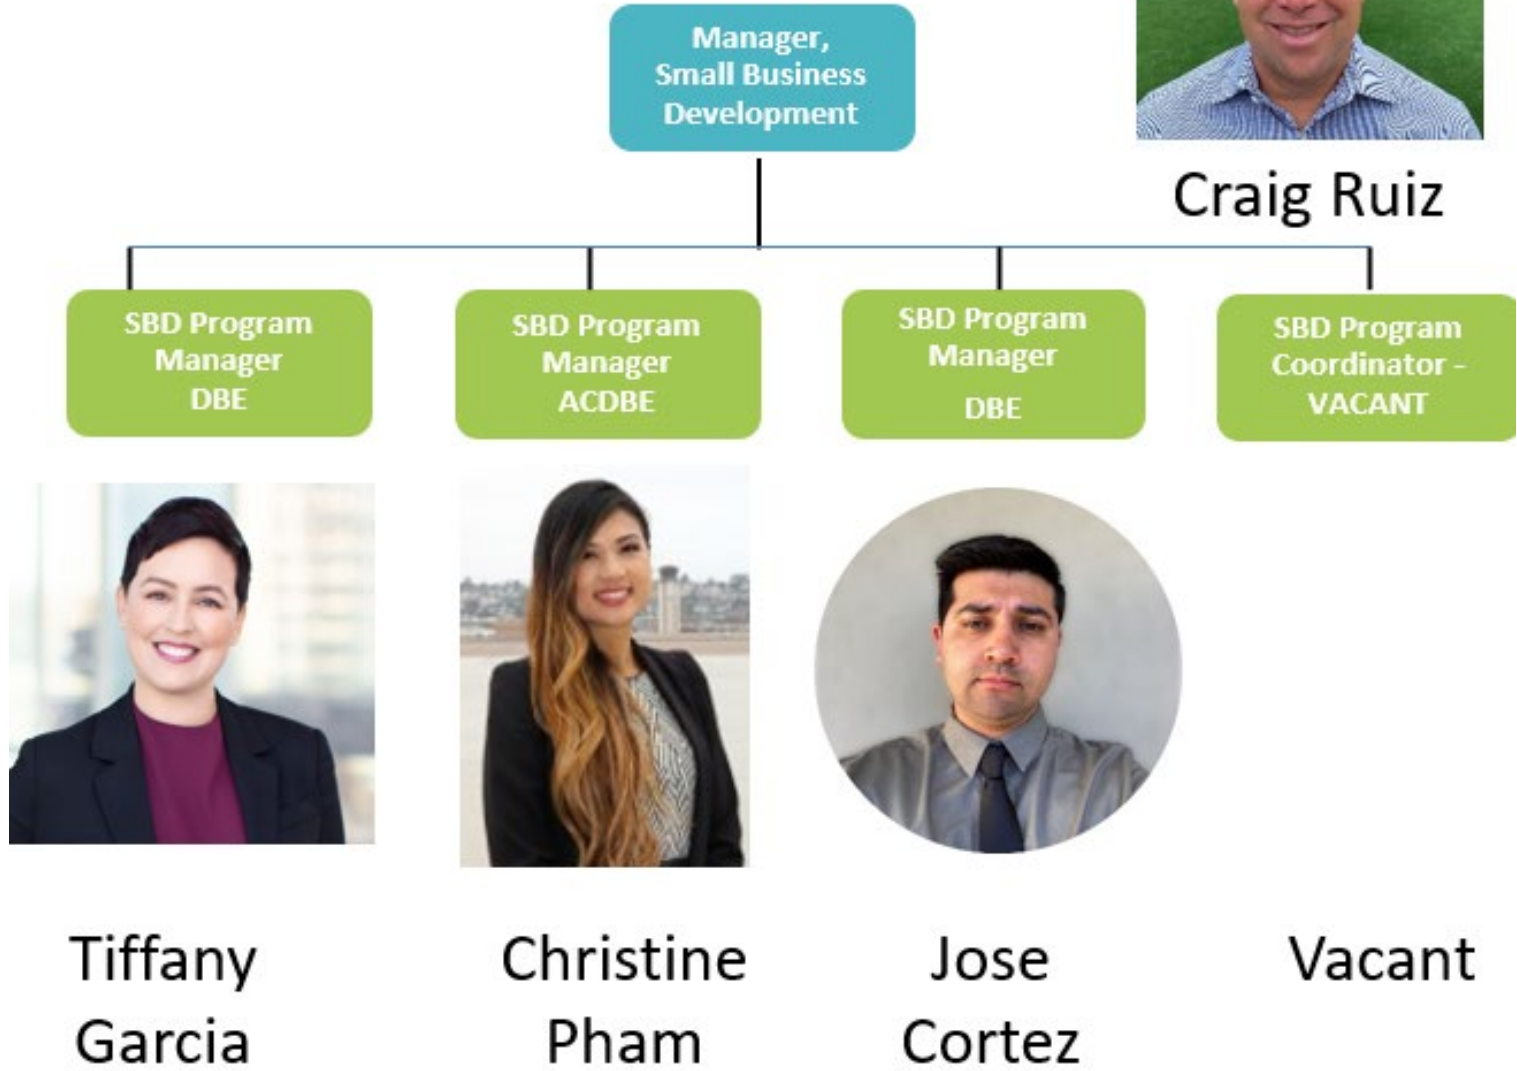 Manager,
Small Business
Development
Craig Ruiz
SBD Program
Manager
DBE
SBD Program
Manager
ACDBE
SBD Program
Manager
DBE
SBD Program
Coordinator -
VACANT
Tiffany
Garcia
Christine
Pham
Jose
Cortez
Vacant